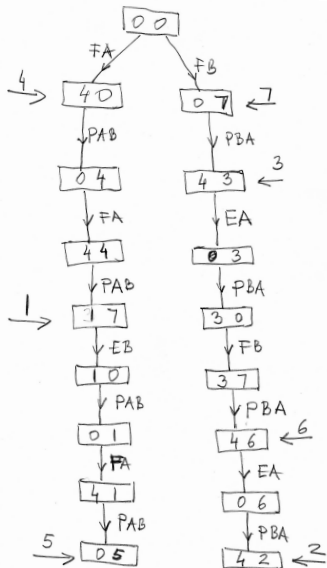 0 0
FA FB
4 4 0 0 7 7
PAB PBA
0 4 4 3 3
FA EA
4 4 0 3
PAB PBA
1 1 7 3 0
EB FB
1 0 3 7
PAB PBA
0 1 4 6 6
FA EA
4 1 0 6
PAB PBA
5 0 5 4 2 2